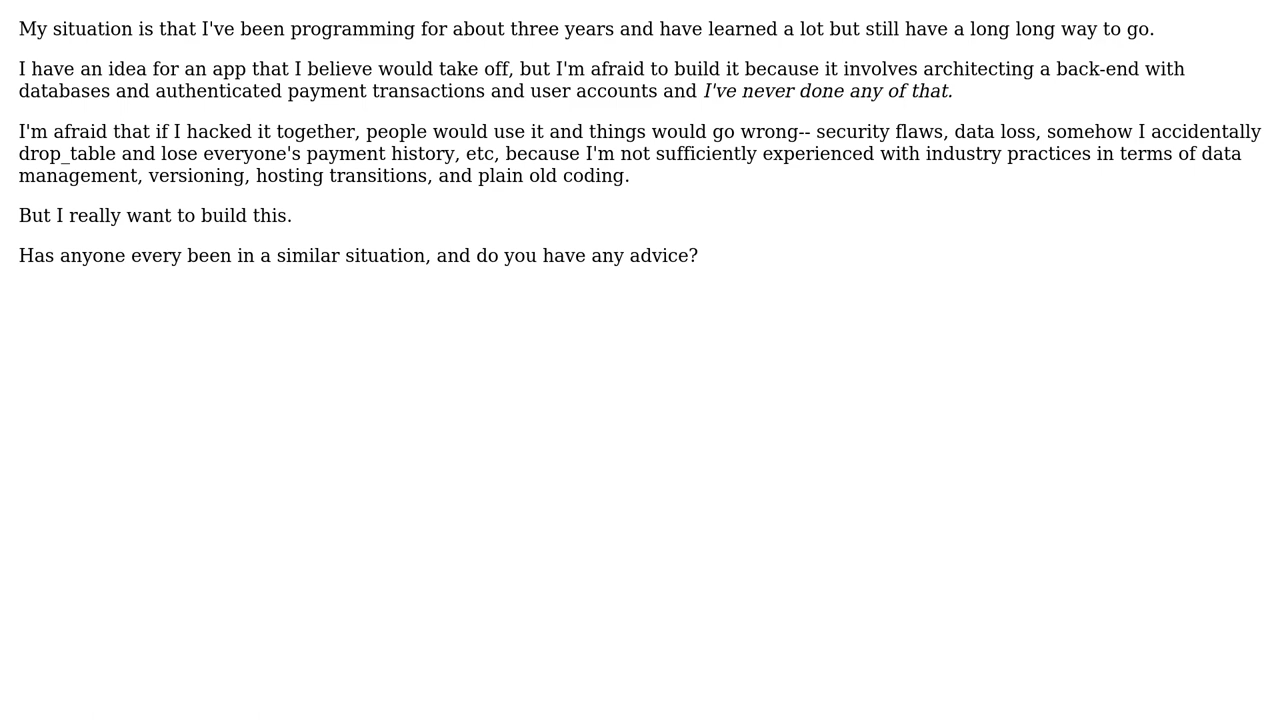 My situation is that I've been programming for about three years and have learned a lot but still have a long long way to go.
I have an idea for an app that I believe would take off, but I'm afraid to build it because it involves architecting a back-end with
databases and authenticated payment transactions and user accounts and I've never done any of that.
I'm afraid that if I hacked it together, people would use it and things would go wrong-- security flaws, data loss, somehow I accidentally
drop_table and lose everyone's payment history, etc, because I'm not sufficiently experienced with industry practices in terms of data
management, versioning, hosting transitions, and plain old coding.
But I really want to build this.
Has anyone every been in a similar situation, and do you have any advice?